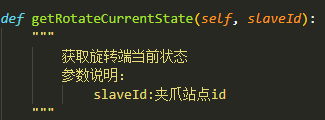 def getRotateCurrentState(self, slaveId):
"""
获取旋转端当前状态
参数说明:
slaveId:夹爪站点id
"""